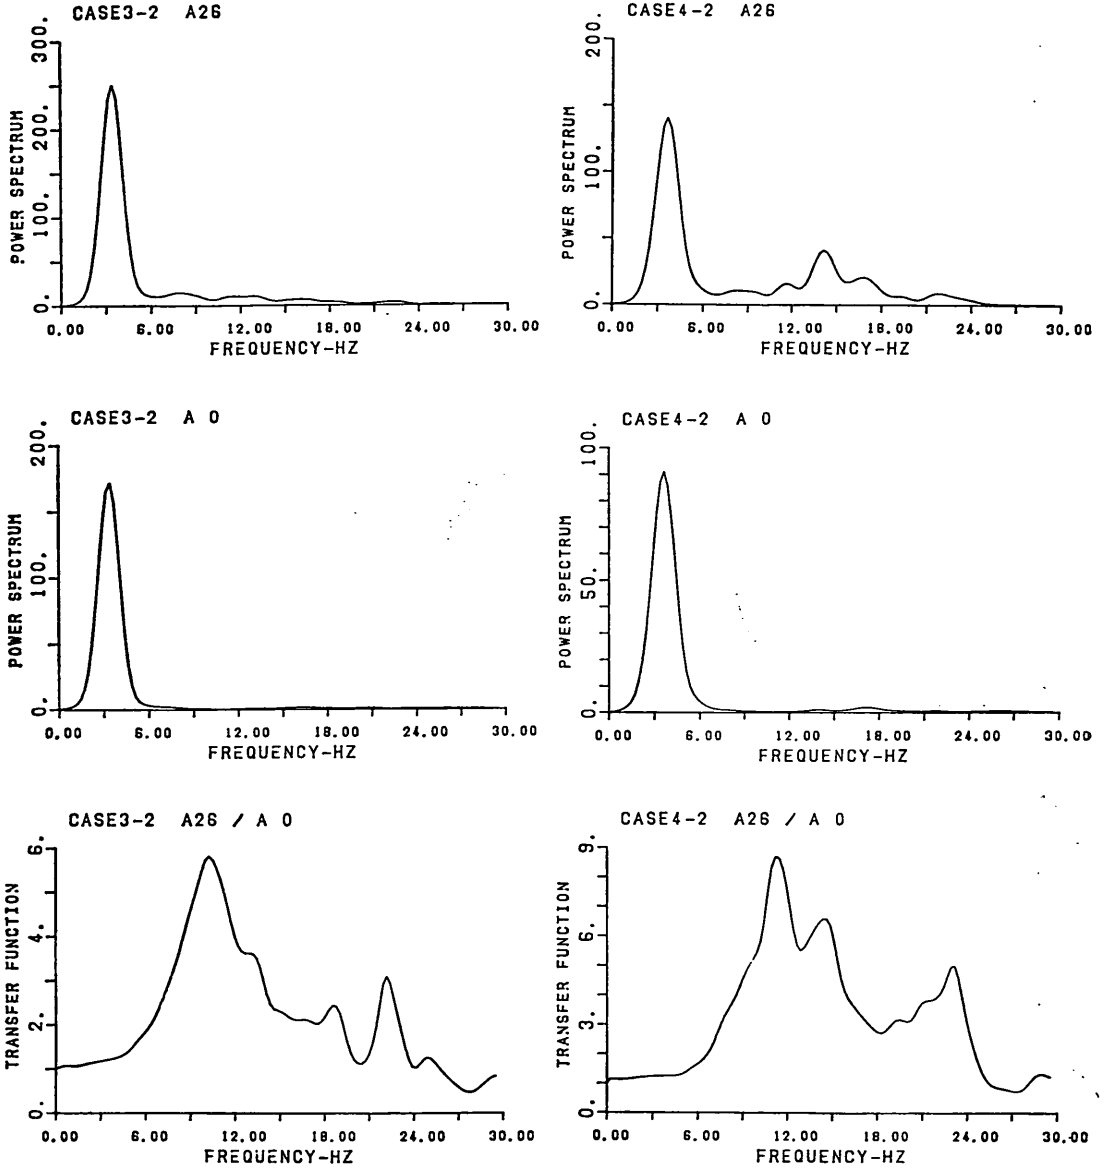 CASE3-2 A26
300.
200.
100.
0.
POWER SPECTRUM
0.00 6.00 12.00 18.00 24.00 30.00
FREQUENCY-HZ
CASE4-2 A26
200.
100.
0.
POWER SPECTRUM
0.00 6.00 12.00 18.00 24.00 30.00
FREQUENCY-HZ
CASE3-2 A 0
200.
100.
0.
POWER SPECTRUM
0.00 6.00 12.00 18.00 24.00 30.00
FREQUENCY-HZ
CASE4-2 A 0
100.
50.
0.
POWER SPECTRUM
0.00 6.00 12.00 18.00 24.00 30.00
FREQUENCY-HZ
CASE3-2 A26 / A 0
6.
4.
2.
0.
TRANSFER FUNCTION
0.00 6.00 12.00 18.00 24.00 30.00
FREQUENCY-HZ
CASE4-2 A26 / A 0
9.
6.
3.
0.
TRANSFER FUNCTION
0.00 6.00 12.00 18.00 24.00 30.00
FREQUENCY-HZ